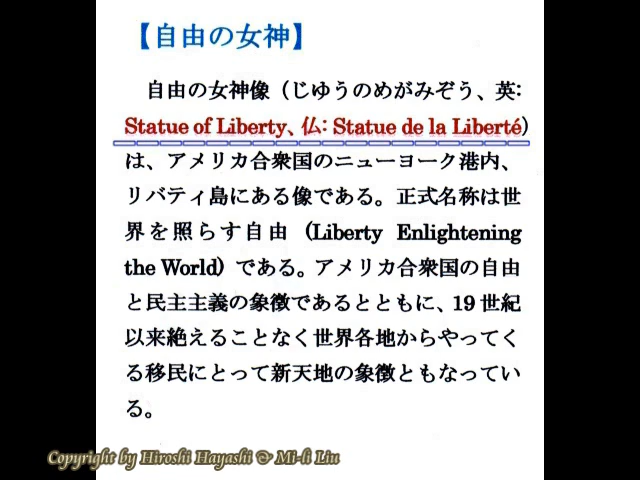 【自由の女神】
自由の女神像（じゆうのめがみぞう、英:
Statue of Liberty、仏: Statue de la Liberté)
は、アメリカ合衆国のニューヨーク港内、
リバティ島にある像である。正式名称は世
界を照らす自由 (Liberty Enlightening
the World) である。アメリカ合衆国の自由
と民主主義の象徴であるとともに、19 世紀
以来絶えることなく世界各地からやってく
る移民にとって新天地の象徴ともなってい
る。
Copyright by Hiroshi Hayashi & Mi-li Liu